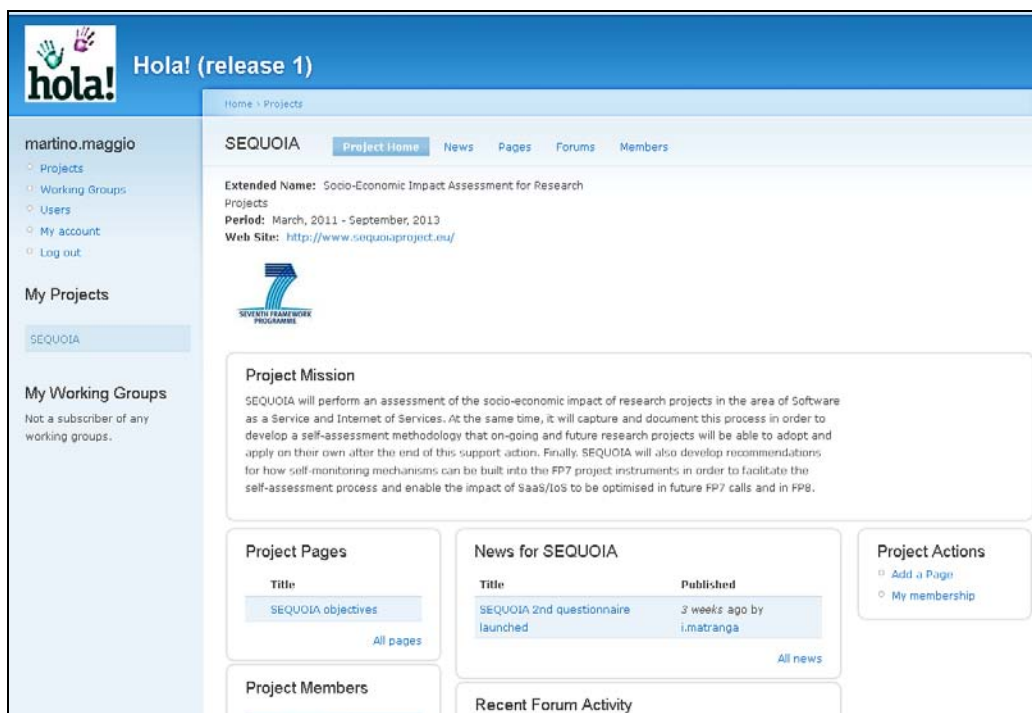 hola!
Hola! (release 1)
Home › Projects
martino.maggio
Projects
Working Groups
Users
My account
Log out
My Projects
SEQUOIA
My Working Groups
Not a subscriber of any
working groups.
SEQUOIA Project Home News Pages Forums Members
Extended Name: Socio-Economic Impact Assessment for Research
Projects
Period: March, 2011 - September, 2013
Web Site: http://www.sequoiaproject.eu/
7
SEVENTH FRAMEWORK
PROGRAMME
Project Mission
SEQUOIA will perform an assessment of the socio-economic impact of research projects in the area of Software
as a Service and Internet of Services. At the same time, it will capture and document this process in order to
develop a self-assessment methodology that on-going and future research projects will be able to adopt and
apply on their own after the end of this support action. Finally, SEQUOIA will also develop recommendations
for how self-monitoring mechanisms can be built into the FP7 project instruments in order to facilitate the
self-assessment process and enable the impact of SaaS/IoS to be optimised in future FP7 calls and in FP8.
Project Pages
Title
SEQUOIA objectives
All pages
Project Members
News for SEQUOIA
Title Published
SEQUOIA 2nd questionnaire 3 weeks ago by
launched i.matranga
All news
Recent Forum Activity
Project Actions
Add a Page
My membership